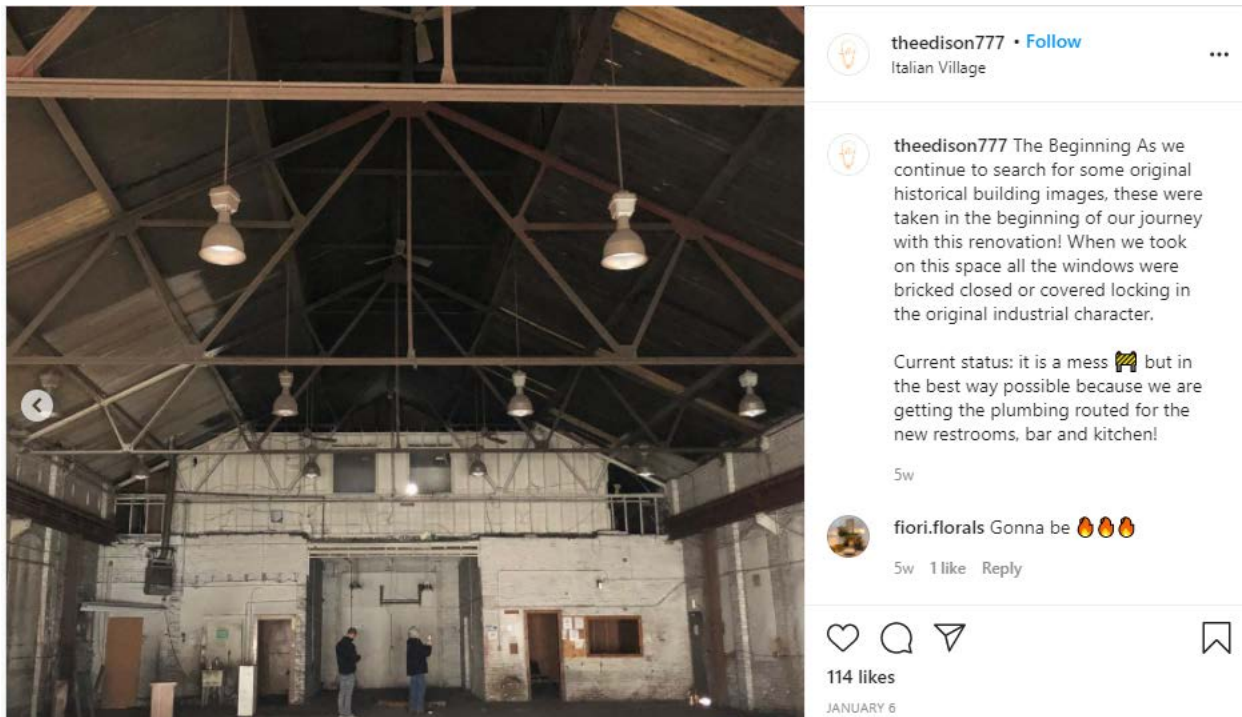 theedison777 • Follow
Italian Village
theedison777 The Beginning As we
continue to search for some original
historical building images, these were
taken in the beginning of our journey
with this renovation! When we took
on this space all the windows were
bricked closed or covered locking in
the original industrial character.
Current status: it is a mess 🚧 but in
the best way possible because we are
getting the plumbing routed for the
new restrooms, bar and kitchen!
5w
fiori.florals Gonna be 🔥🔥🔥
5w 1 like Reply
114 likes
JANUARY 6